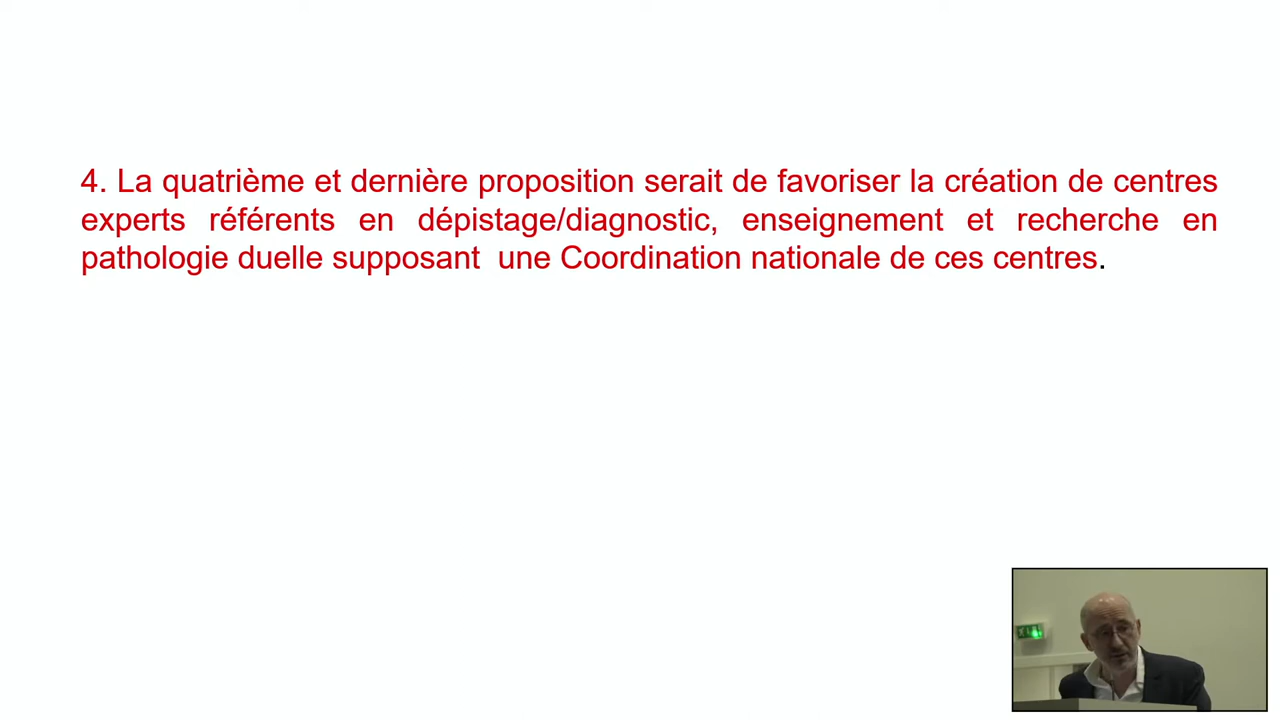 4. La quatrième et dernière proposition serait de favoriser la création de centres
experts référents en dépistage/diagnostic, enseignement et recherche en
pathologie duelle supposant une Coordination nationale de ces centres.